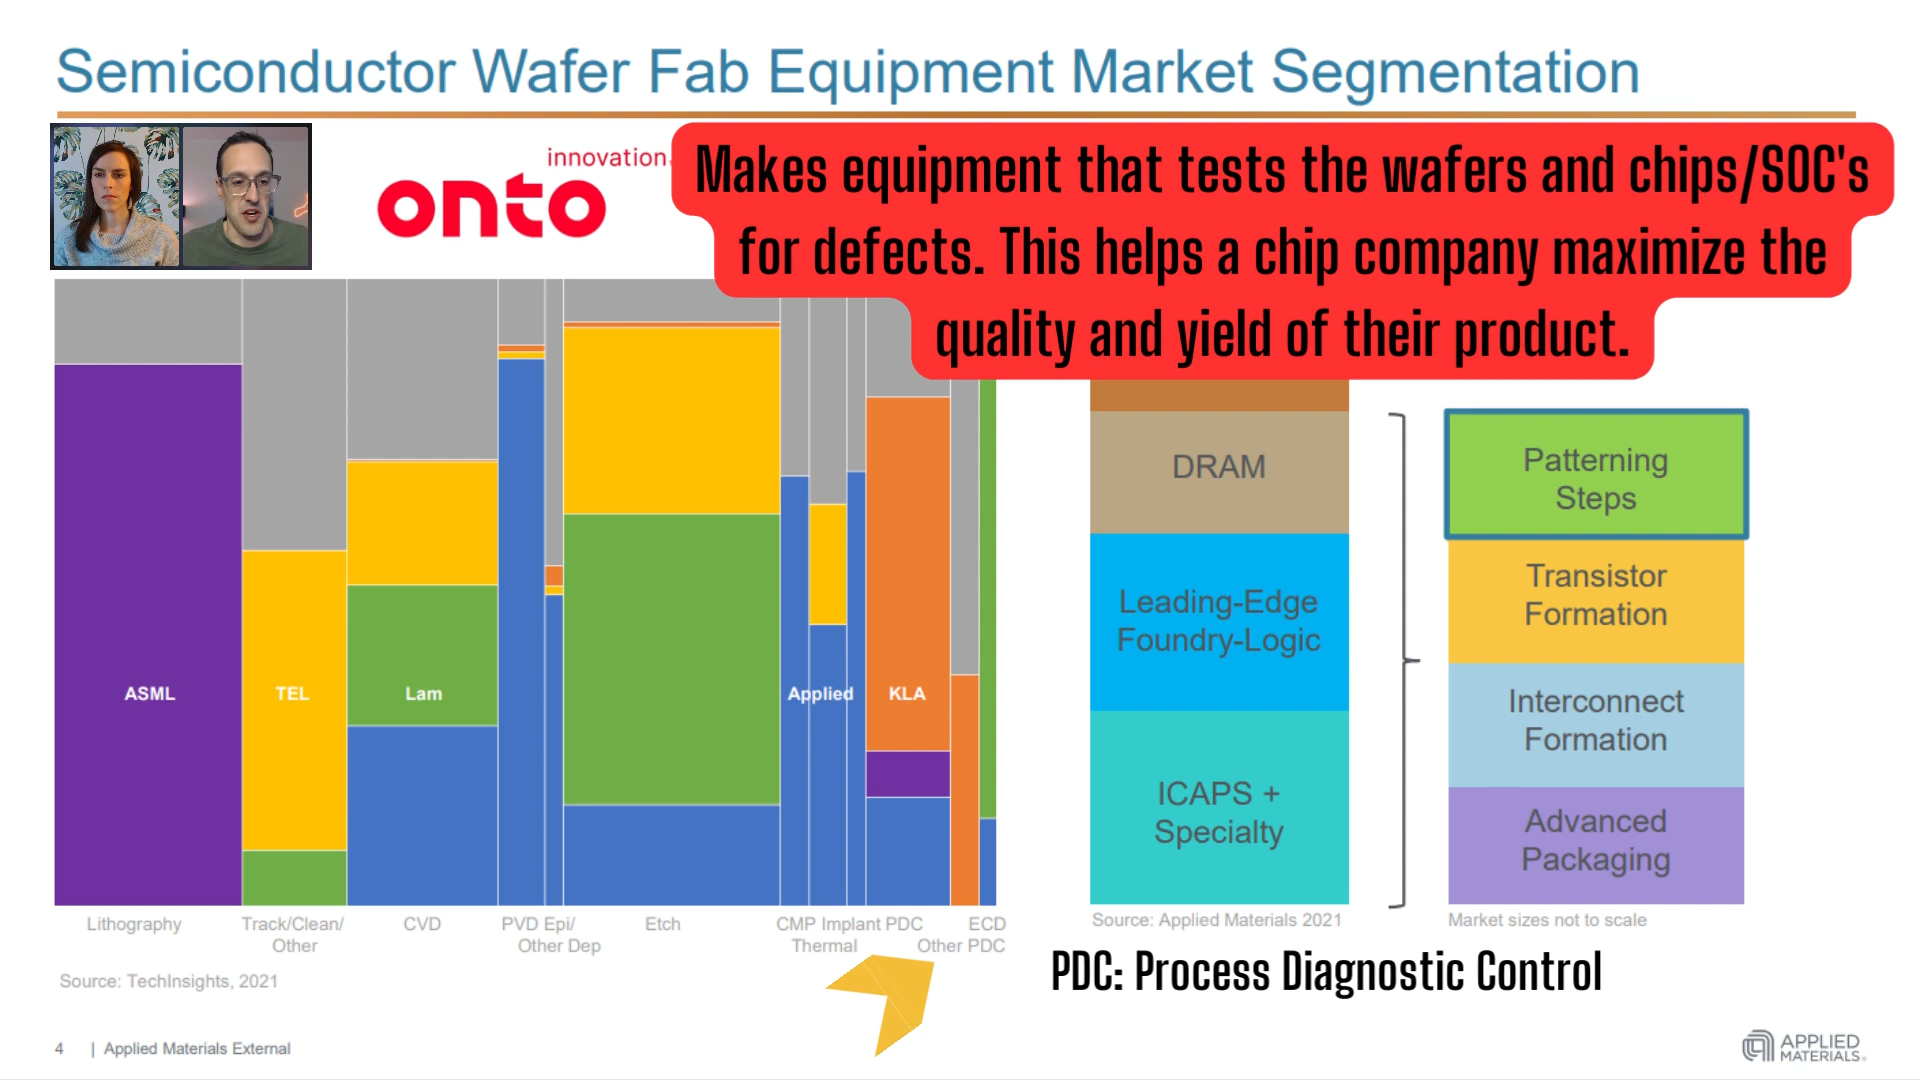 Semiconductor Wafer Fab Equipment Market Segmentation
innovation
onto
Makes equipment that tests the wafers and chips/SOC's
for defects. This helps a chip company maximize the
quality and yield of their product.
ASML
TEL
Lam
Applied
KLA
Lithography
Track/Clean/
Other
CVD
PVD Epi/
Other Dep
Etch
CMP Implant PDC
Thermal
ECD
Other PDC
Source: TechInsights, 2021
DRAM
Leading-Edge
Foundry-Logic
ICAPS +
Specialty
Source: Applied Materials 2021
Patterning
Steps
Transistor
Formation
Interconnect
Formation
Advanced
Packaging
Market sizes not to scale
PDC: Process Diagnostic Control
4 | Applied Materials External
APPLIED
MATERIALS®